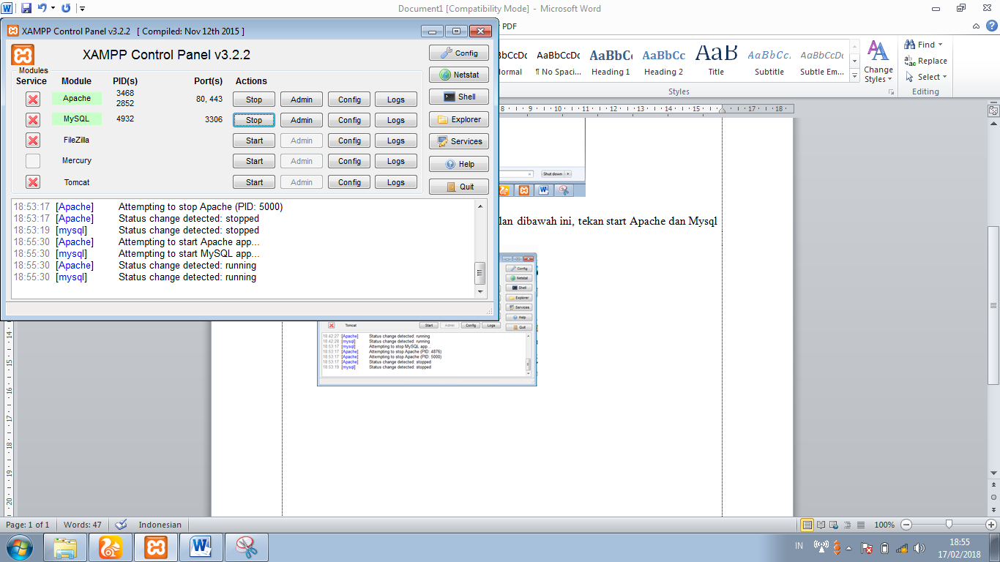 Document1 [Compatibility Mode] - Microsoft Word
XAMPP Control Panel v3.2.2 [ Compiled: Nov 12th 2015 ]
PDF
XAMPP Control Panel v3.2.2
Config
Netstat
Shell
Explorer
Services
Help
Quit
Modules
Service Module PID(s) Port(s) Actions
Apache 3468 2852 80, 443 Stop Admin Config Logs
MySQL 4932 3306 Stop Admin Config Logs
FileZilla Start Admin Config Logs
Mercury Start Admin Config Logs
Tomcat Start Admin Config Logs
18:53:17 [Apache] Attempting to stop Apache (PID: 5000)
18:53:17 [Apache] Status change detected: stopped
18:53:19 [mysql] Status change detected: stopped
18:55:30 [Apache] Attempting to start Apache app...
18:55:30 [mysql] Attempting to start MySQL app...
18:55:30 [Apache] Status change detected: running
18:55:30 [mysql] Status change detected: running
AaBbCcDc AaBbC AaBbCc AaB AaBbCc. AaBbCcDc
¶ No Spaci... Heading 1 Heading 2 Title Subtitle Subtle Em...
Change Styles
Styles
Find
Replace
Select
Editing
8 9 10 11 12 13 14 15 16 17 18
Shut down
dibawah ini, tekan start Apache dan Mysql
Config
Netstat
Shell
Explorer
Services
Help
Quit
Tomcat Start Admin Config Logs
18:42:27 [Apache] Status change detected: running
18:42:28 [mysql] Status change detected: running
18:53:17 [mysql] Attempting to stop MySQL app...
18:53:17 [Apache] Attempting to stop Apache (PID: 4876)
18:53:17 [Apache] Attempting to stop Apache (PID: 5000)
18:53:17 [Apache] Status change detected: stopped
18:53:19 [mysql] Status change detected: stopped
14 15 16 17 18 19 20
Page: 1 of 1 Words: 47 Indonesian 100%
IN 18:55
17/02/2018